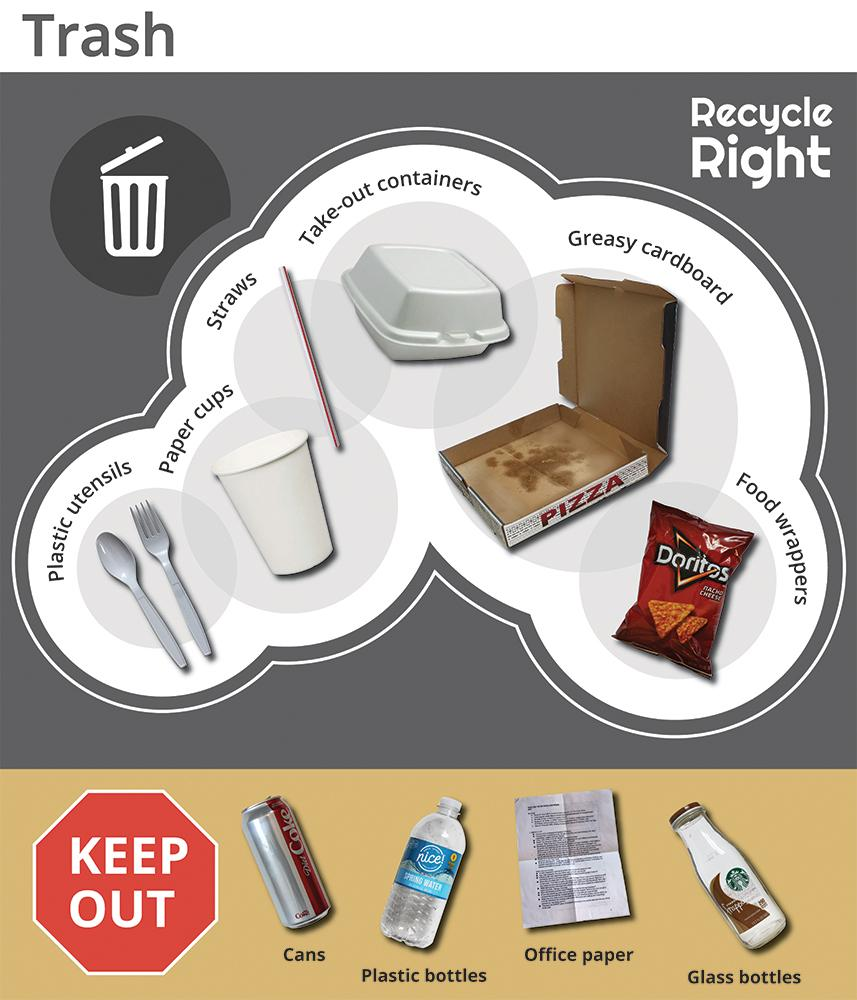 Trash
Recycle
Right
Take-out containers
Greasy cardboard
Straws
Paper cups
Plastic utensils
Food wrappers
PIZZA
Doritos
NACHO
CHEESE
KEEP
OUT
Diet Coke
Coke
nice!
SPRING WATER
Cans
Plastic bottles
Office paper
Glass bottles